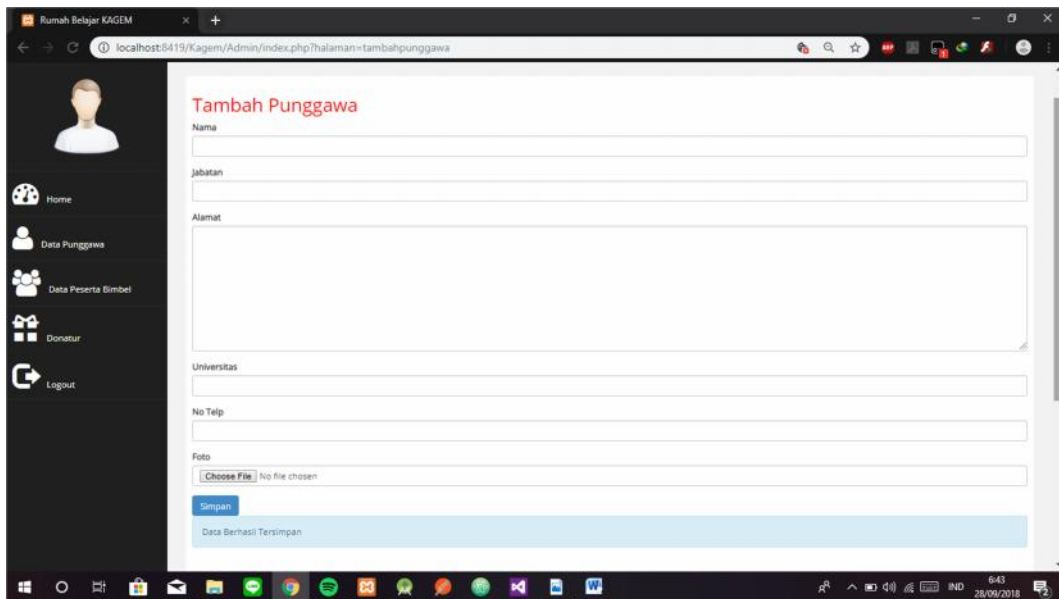 Rumah Belajar KAGEM
localhost:8419/Kagem/Admin/index.php?halaman=tambahpunggawa
Home
Data Punggawa
Data Peserta Bimbel
Donatur
Logout
Tambah Punggawa
Nama
Jabatan
Alamat
Universitas
No Telp
Foto
Choose File No file chosen
Simpan
Data Berhasil Tersimpan
IND
6:43
28/09/2018